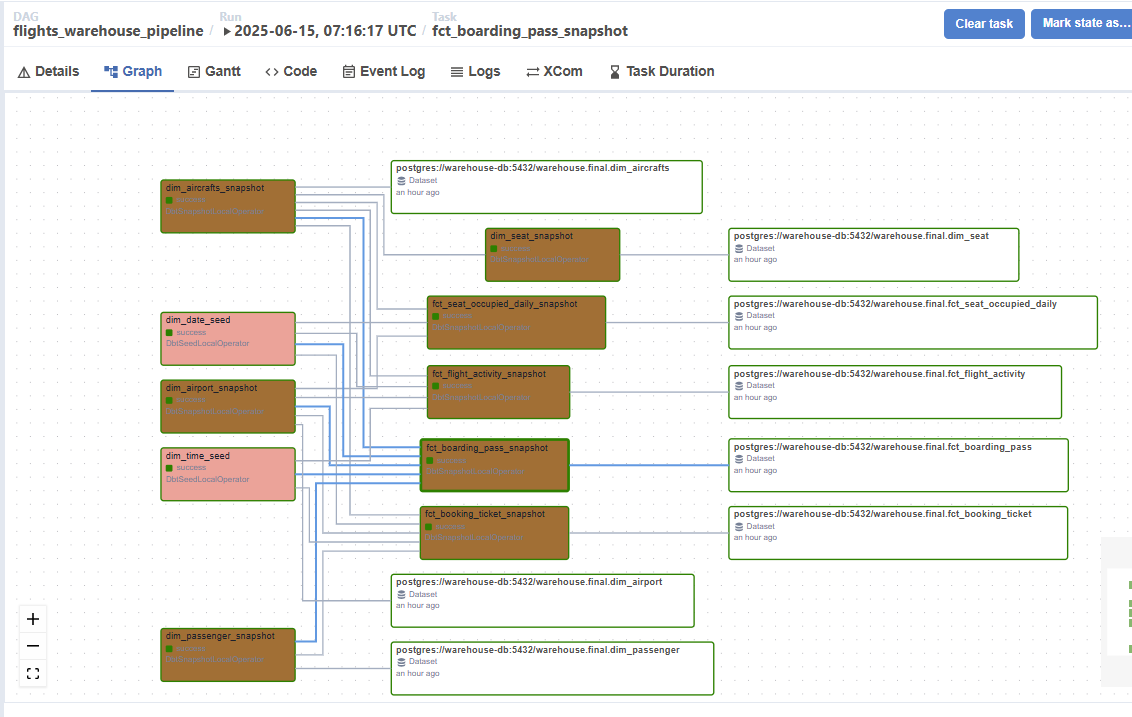 DAG
flights_warehouse_pipeline
/
Run
2025-06-15, 07:16:17 UTC
/
Task
fct_boarding_pass_snapshot
Clear task
Mark state as...
Details
Graph
Gantt
Code
Event Log
Logs
XCom
Task Duration
dim_aircrafts_snapshot
success
DbtSnapshotLocalOperator
postgres://warehouse-db:5432/warehouse.final.dim_aircrafts
Dataset
an hour ago
dim_seat_snapshot
success
DbtSnapshotLocalOperator
postgres://warehouse-db:5432/warehouse.final.dim_seat
Dataset
an hour ago
fct_seat_occupied_daily_snapshot
success
DbtSnapshotLocalOperator
postgres://warehouse-db:5432/warehouse.final.fct_seat_occupied_daily
Dataset
an hour ago
dim_date_seed
success
DbtSeedLocalOperator
fct_flight_activity_snapshot
success
DbtSnapshotLocalOperator
postgres://warehouse-db:5432/warehouse.final.fct_flight_activity
Dataset
an hour ago
dim_airport_snapshot
success
DbtSnapshotLocalOperator
fct_boarding_pass_snapshot
success
DbtSnapshotLocalOperator
postgres://warehouse-db:5432/warehouse.final.fct_boarding_pass
Dataset
an hour ago
dim_time_seed
success
DbtSeedLocalOperator
fct_booking_ticket_snapshot
success
DbtSnapshotLocalOperator
postgres://warehouse-db:5432/warehouse.final.fct_booking_ticket
Dataset
an hour ago
postgres://warehouse-db:5432/warehouse.final.dim_airport
Dataset
an hour ago
dim_passenger_snapshot
success
DbtSnapshotLocalOperator
postgres://warehouse-db:5432/warehouse.final.dim_passenger
Dataset
an hour ago